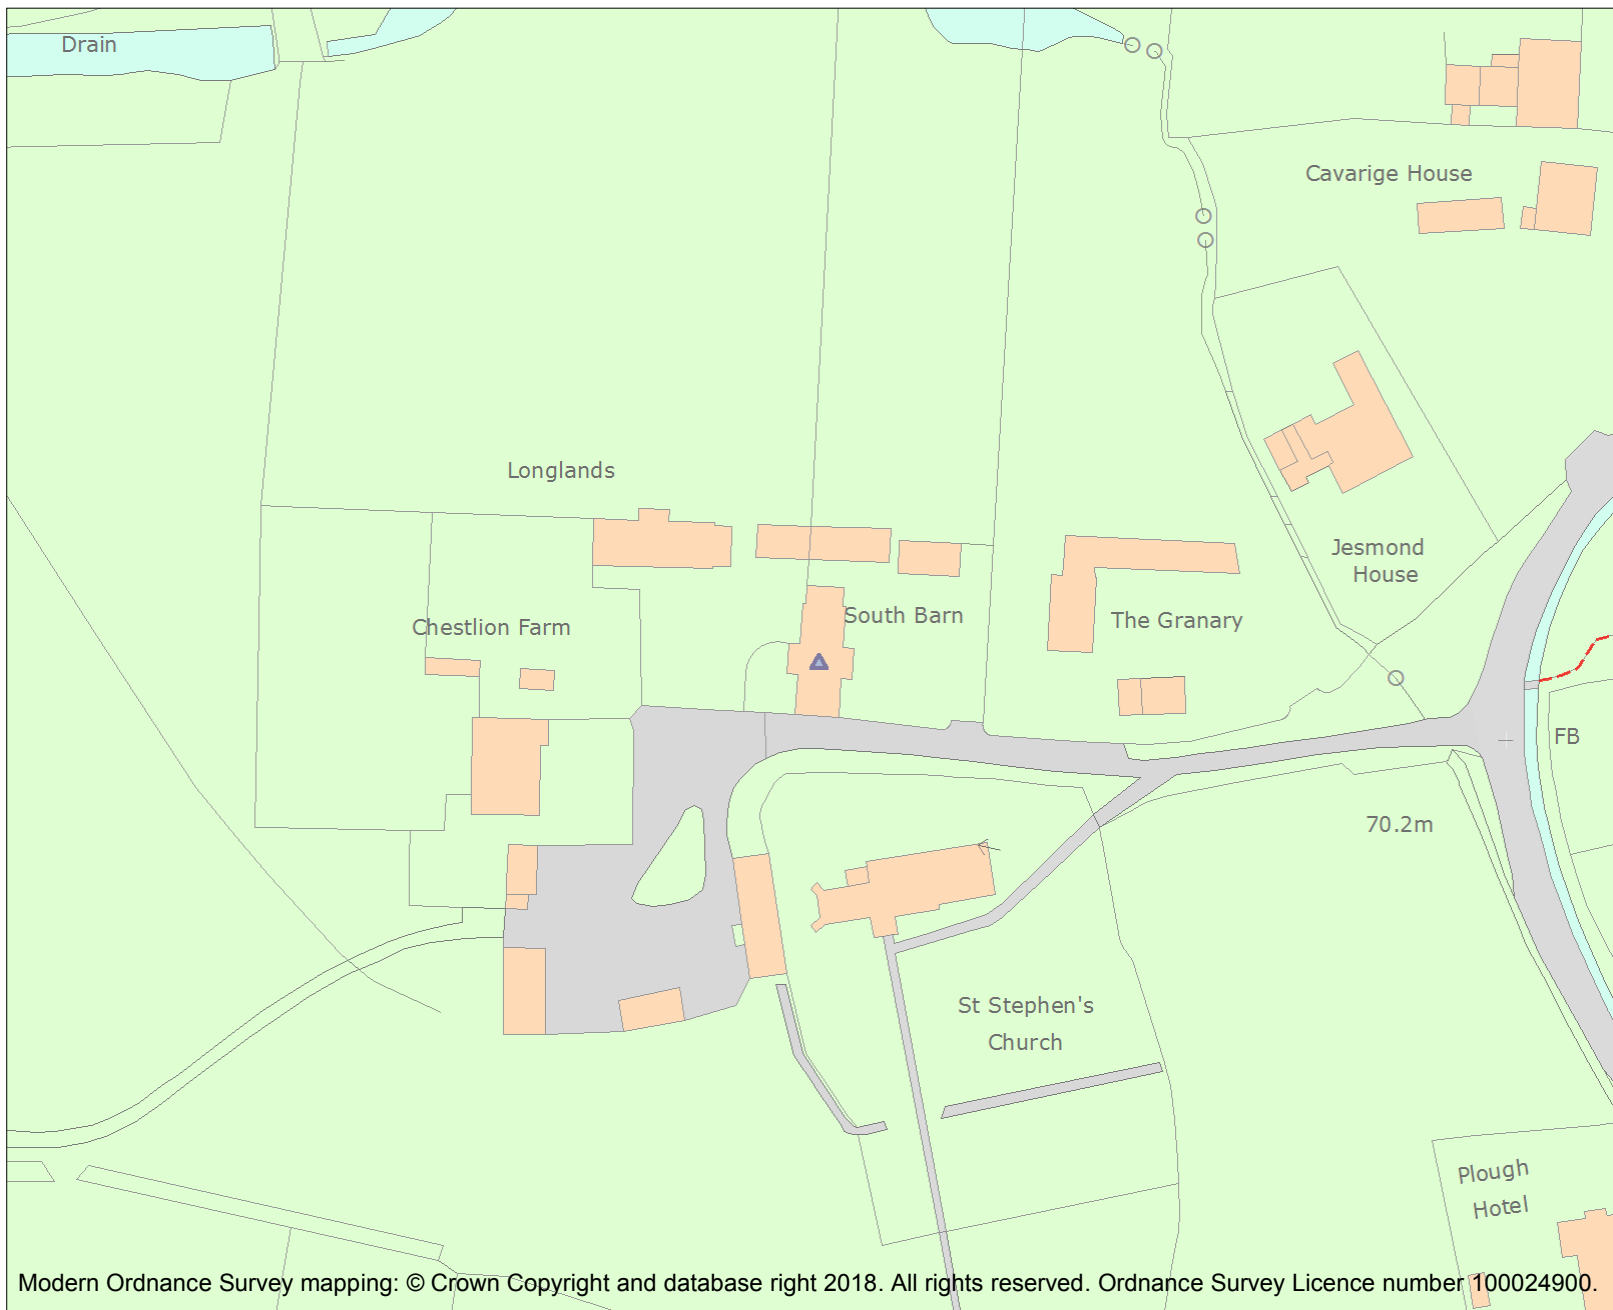 Drain
Cavarige House
Longlands
Jesmond
House
South Barn
The Granary
Chestlion Farm
FB
70.2m
St Stephen's
Church
Plough
Hotel
Modern Ordnance Survey mapping: © Crown Copyright and database right 2018. All rights reserved. Ordnance Survey Licence number 100024900.